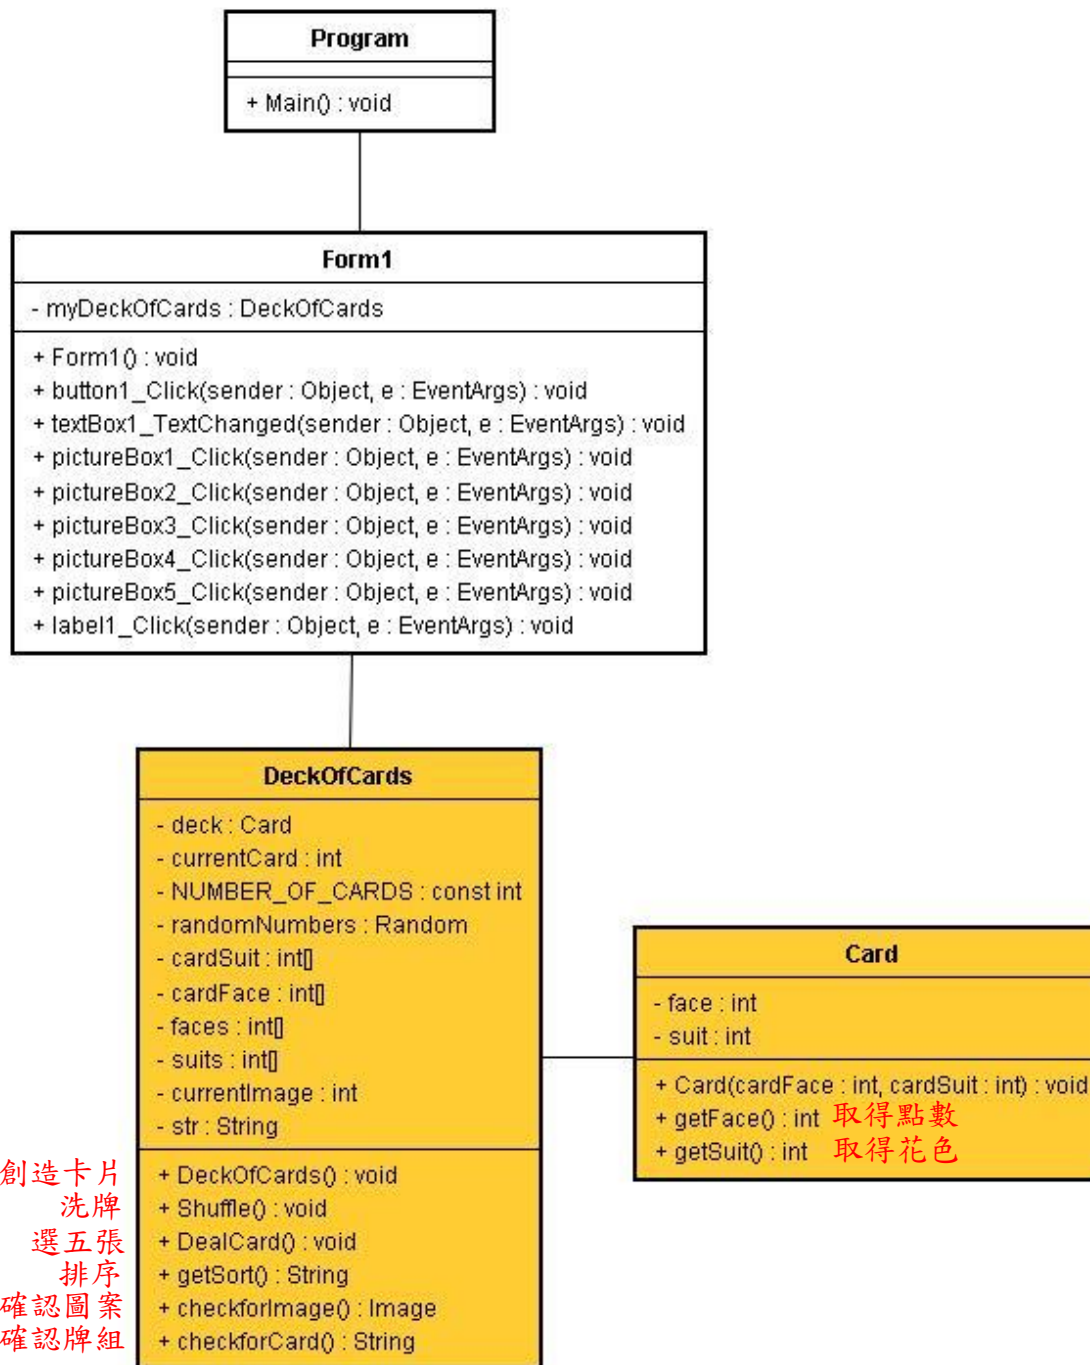 Program
+ Main() : void
Form1
- myDeckOfCards : DeckOfCards
+ Form1() : void
+ button1_Click(sender : Object, e : EventArgs) : void
+ textBox1_TextChanged(sender : Object, e : EventArgs) : void
+ pictureBox1_Click(sender : Object, e : EventArgs) : void
+ pictureBox2_Click(sender : Object, e : EventArgs) : void
+ pictureBox3_Click(sender : Object, e : EventArgs) : void
+ pictureBox4_Click(sender : Object, e : EventArgs) : void
+ pictureBox5_Click(sender : Object, e : EventArgs) : void
+ label1_Click(sender : Object, e : EventArgs) : void
DeckOfCards
- deck : Card
- currentCard : int
- NUMBER_OF_CARDS : const int
- randomNumbers : Random
- cardSuit : int[]
- cardFace : int[]
- faces : int[]
- suits : int[]
- currentImage : int
- str : String
創造卡片 + DeckOfCards() : void
洗牌 + Shuffle() : void
選五張 + DealCard() : void
排序 + getSort() : String
確認圖案 + checkforImage() : Image
確認牌組 + checkforCard() : String
Card
- face : int
- suit : int
+ Card(cardFace : int, cardSuit : int) : void
+ getFace() : int 取得點數
+ getSuit() : int 取得花色